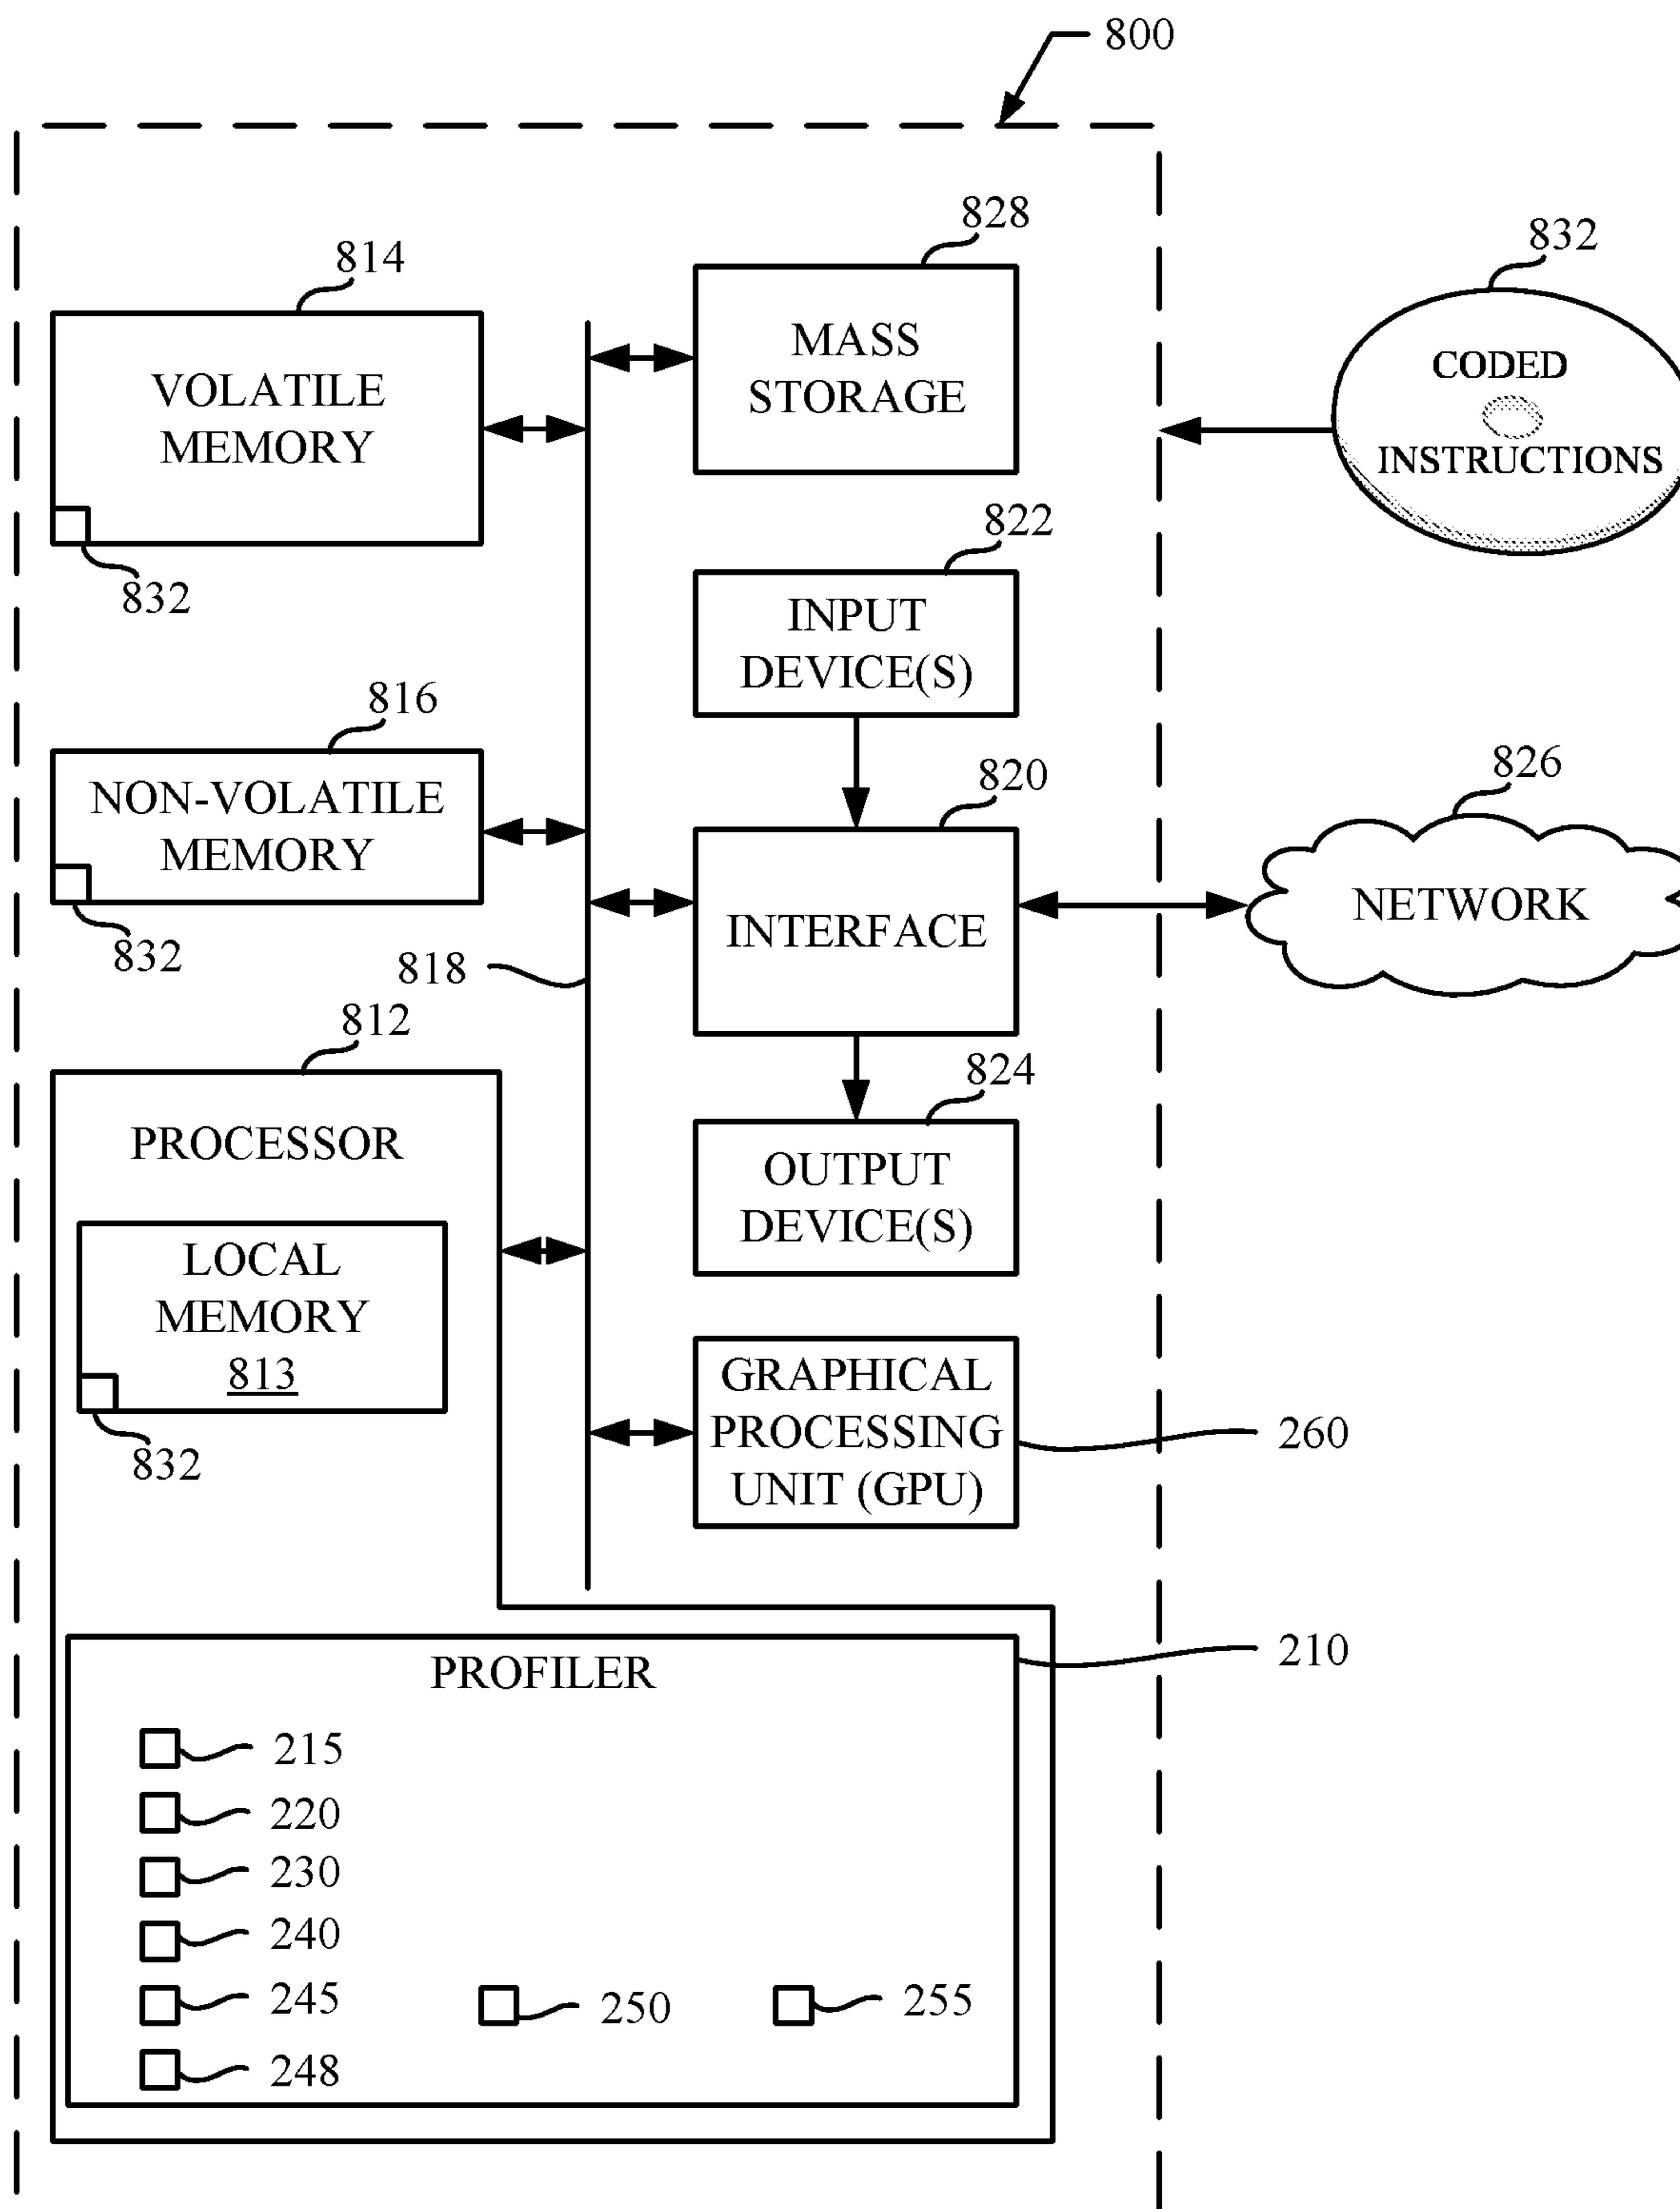 800
828
832
814
MASS
STORAGE
VOLATILE
MEMORY
CODED
INSTRUCTIONS
822
832
INPUT
DEVICE(S)
816
820
826
NON-VOLATILE
MEMORY
NETWORK
INTERFACE
832
818
812
824
PROCESSOR
OUTPUT
DEVICE(S)
LOCAL
MEMORY
813
832
GRAPHICAL
PROCESSING
UNIT (GPU)
260
210
PROFILER
215
220
230
240
245
250
255
248